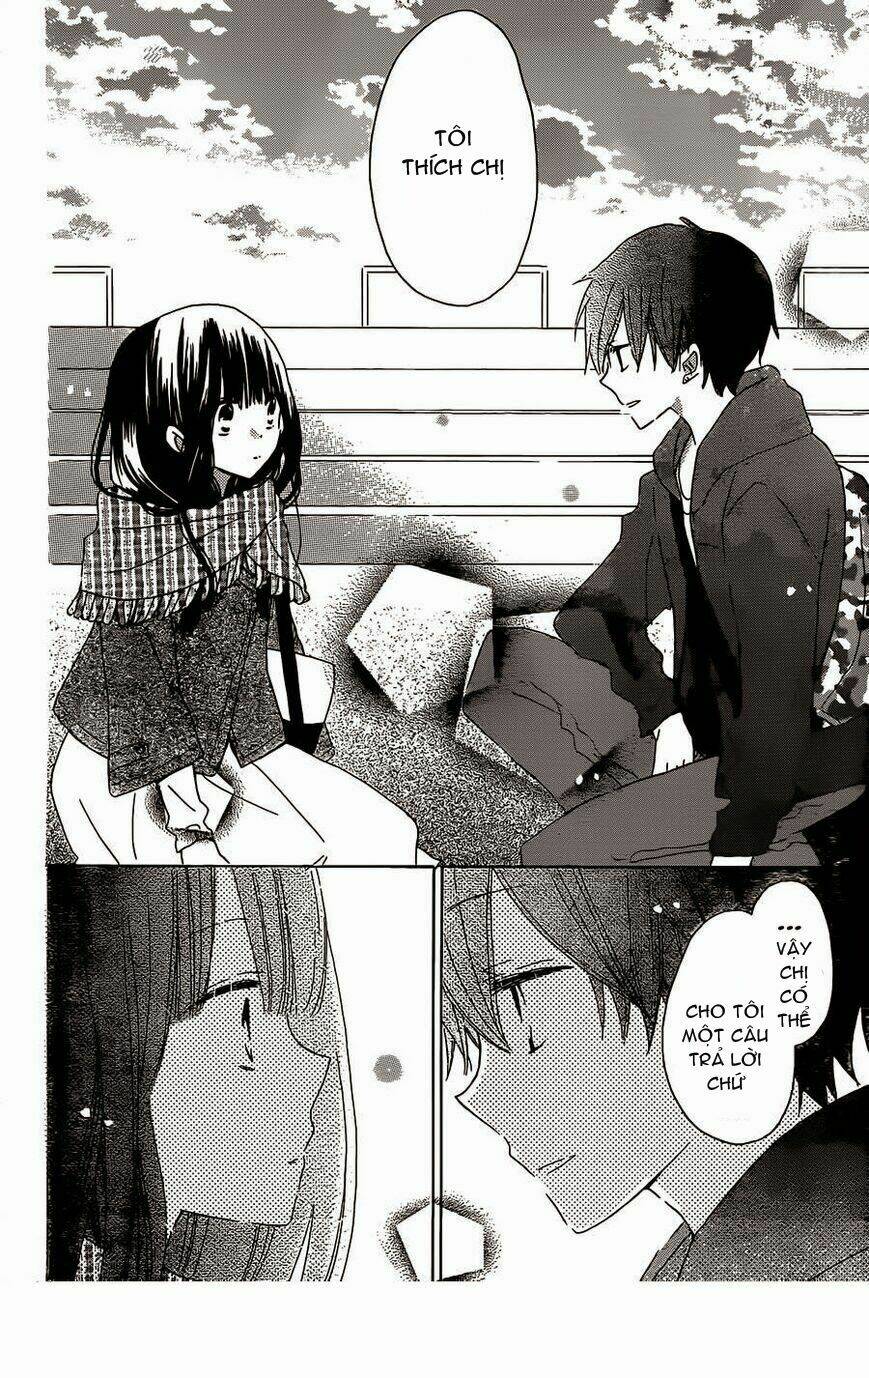 TÔI
THÍCH CHỊ
...
VẬY
CHỊ
CÓ
THỂ
CHO TÔI
MỘT CÂU
TRẢ LỜI
CHỨ